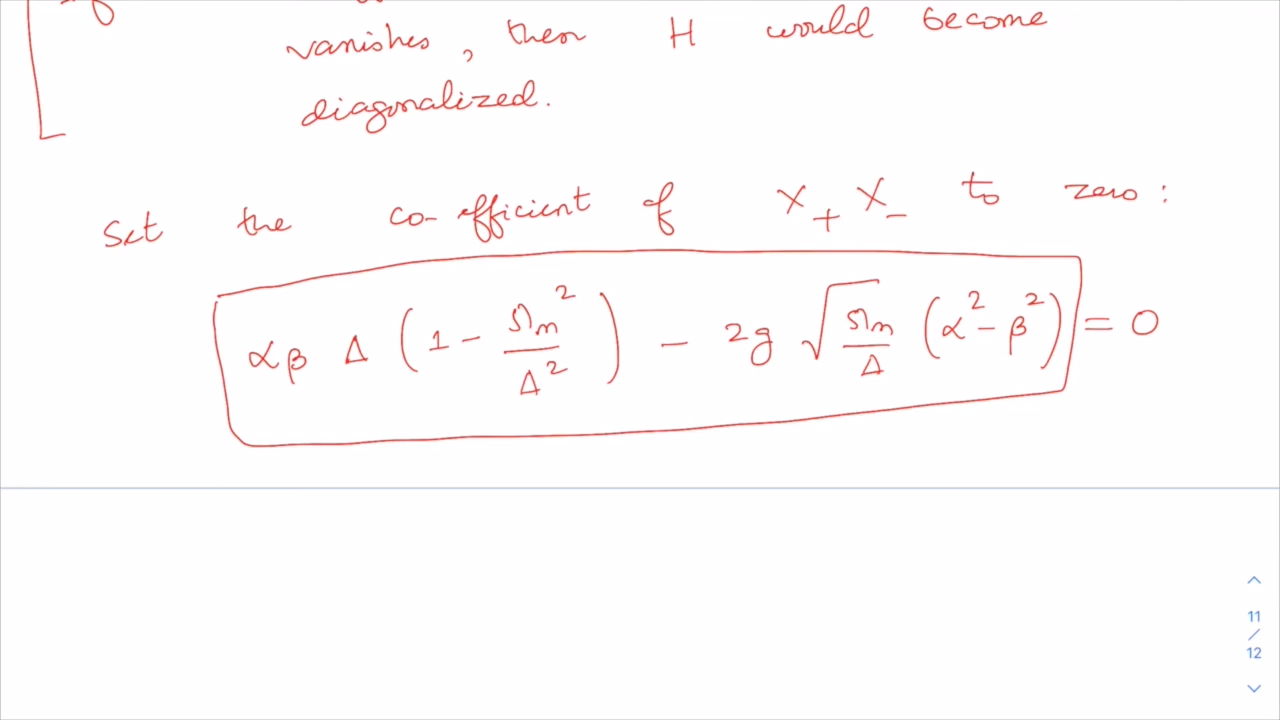 vanishes, then H would become
diagonalized.
Set the co-efficient of X₊ X₋ to zero:
αβ Δ (1 - Ωₘ²/Δ²) - 2g √(Ωₘ/Δ) (α² - β²) = 0
11
/
12